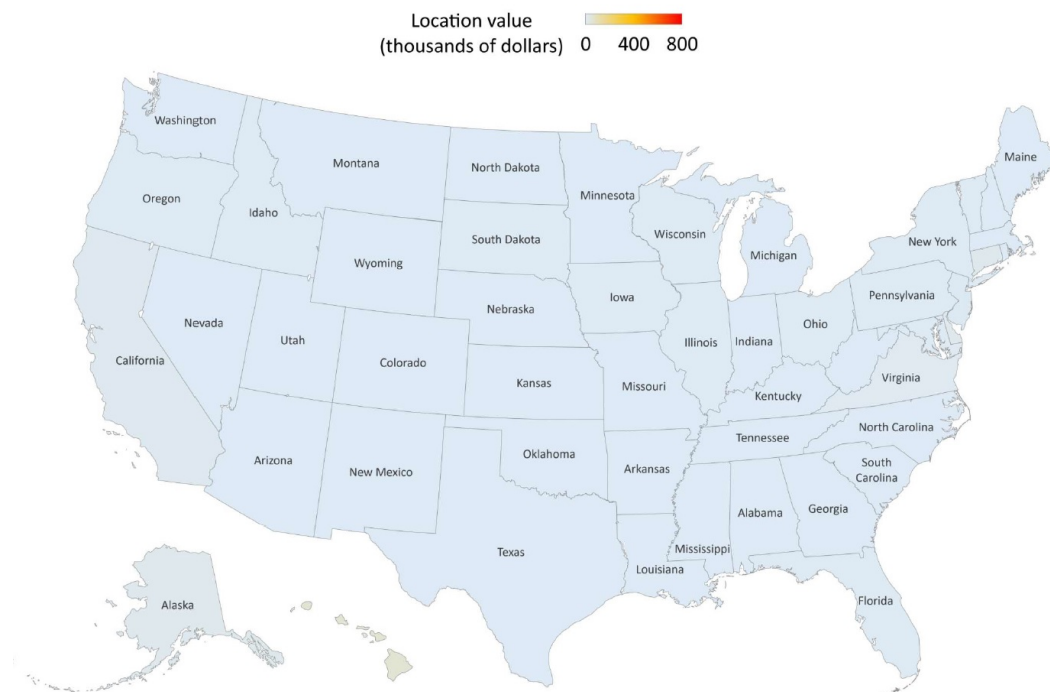 Location value
(thousands of dollars)
0 400 800
Washington
Montana
North Dakota
Minnesota
Maine
Oregon
Idaho
Wisconsin
South Dakota
New York
Michigan
Wyoming
Pennsylvania
Iowa
Nebraska
Nevada
Ohio
Utah
Illinois
Indiana
California
Colorado
Virginia
Kansas
Missouri
Kentucky
North Carolina
Tennessee
Oklahoma
Arizona
New Mexico
Arkansas
South
Carolina
Georgia
Alabama
Mississippi
Texas
Louisiana
Florida
Alaska